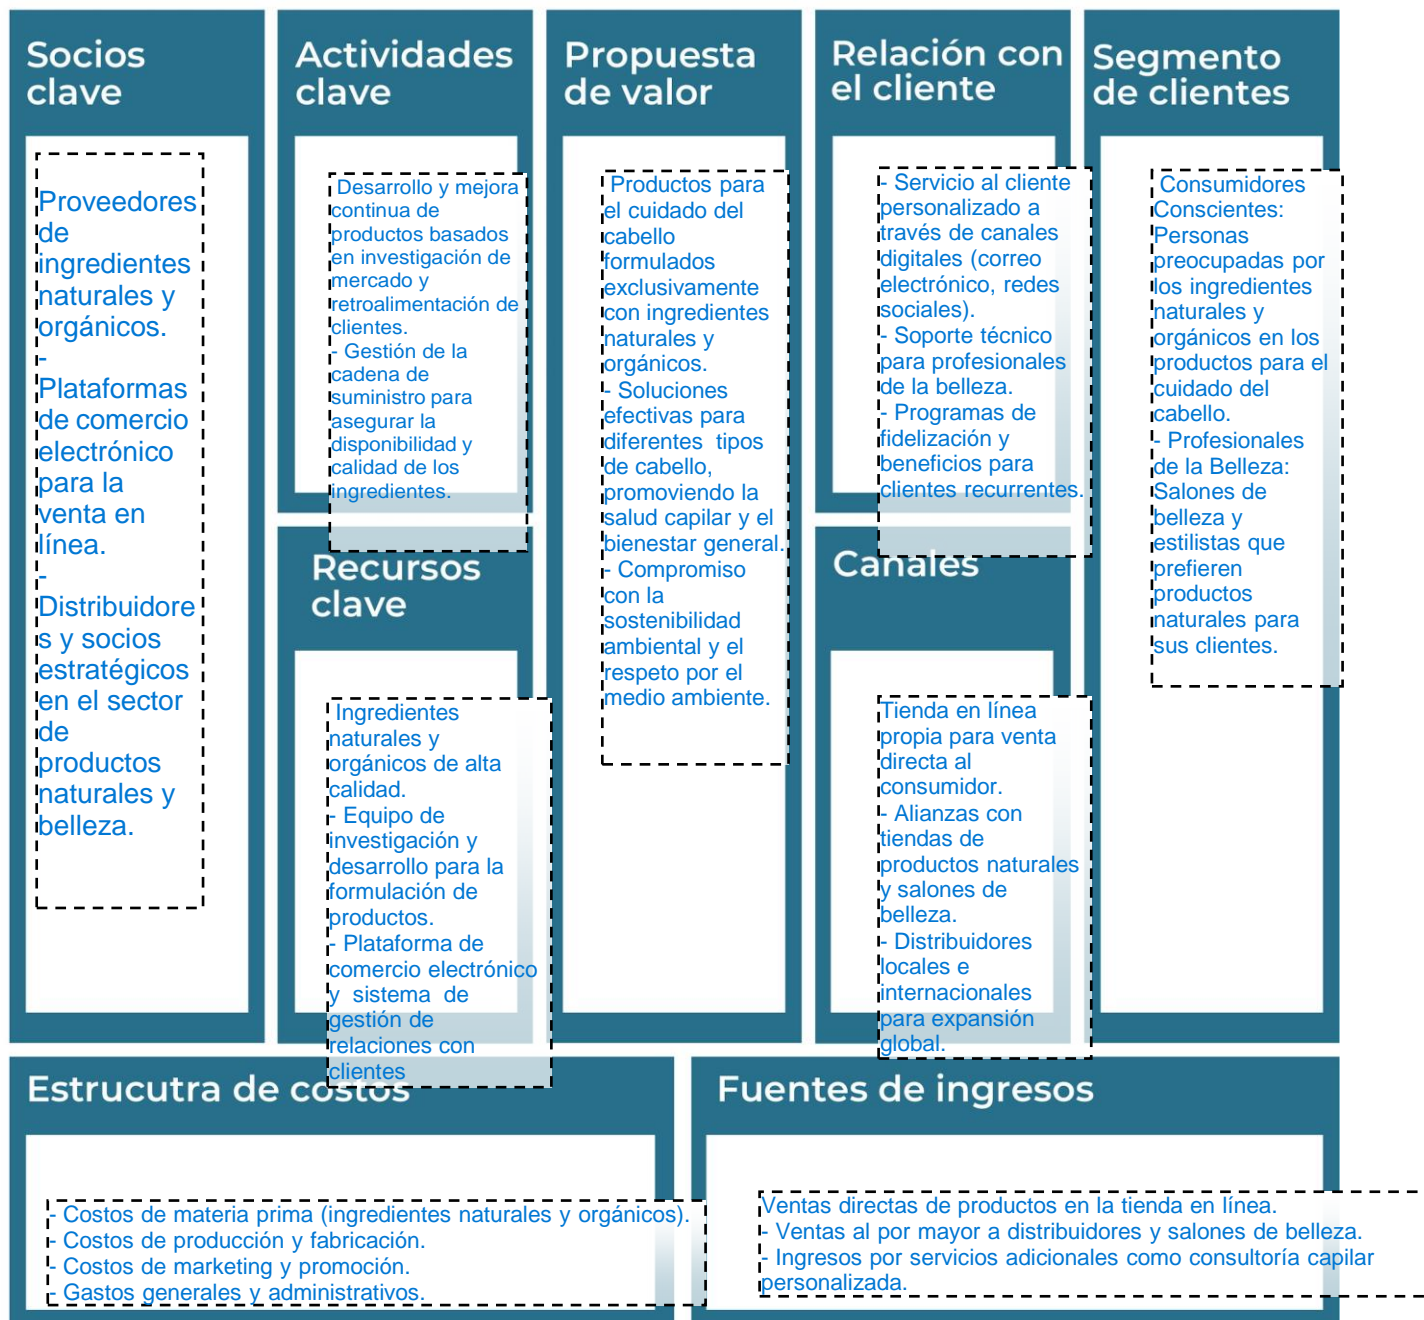 Socios
clave
Proveedores
de
ingredientes
naturales y
orgánicos.
-
Plataformas
de comercio
electrónico
para la
venta en
línea.
-
Distribuidore
s y socios
estratégicos
en el sector
de
productos
naturales y
belleza.
Actividades
clave
Desarrollo y mejora
continua de
productos basados
en investigación de
mercado y
retroalimentación de
clientes.
- Gestión de la
cadena de
suministro para
asegurar la
disponibilidad y
calidad de los
ingredientes.
Recursos
clave
Ingredientes
naturales y
orgánicos de alta
calidad.
- Equipo de
investigación y
desarrollo para la
formulación de
productos.
- Plataforma de
comercio electrónico
y sistema de
gestión de
relaciones con
clientes
Propuesta
de valor
Productos para
el cuidado del
cabello
formulados
exclusivamente
con ingredientes
naturales y
orgánicos.
- Soluciones
efectivas para
diferentes tipos
de cabello,
promoviendo la
salud capilar y el
bienestar general.
- Compromiso
con la
sostenibilidad
ambiental y el
respeto por el
medio ambiente.
Relación con
el cliente
- Servicio al cliente
personalizado a
través de canales
digitales (correo
electrónico, redes
sociales).
- Soporte técnico
para profesionales
de la belleza.
- Programas de
fidelización y
beneficios para
clientes recurrentes.
Canales
Tienda en línea
propia para venta
directa al
consumidor.
- Alianzas con
tiendas de
productos naturales
y salones de
belleza.
- Distribuidores
locales e
internacionales
para expansión
global.
Segmento
de clientes
Consumidores
Conscientes:
Personas
preocupadas por
los ingredientes
naturales y
orgánicos en los
productos para el
cuidado del
cabello.
- Profesionales
de la Belleza:
Salones de
belleza y
estilistas que
prefieren
productos
naturales para
sus clientes.
Estrucutra de costos
- Costos de materia prima (ingredientes naturales y orgánicos).
- Costos de producción y fabricación.
- Costos de marketing y promoción.
- Gastos generales y administrativos.
Fuentes de ingresos
Ventas directas de productos en la tienda en línea.
- Ventas al por mayor a distribuidores y salones de belleza.
- Ingresos por servicios adicionales como consultoría capilar
personalizada.